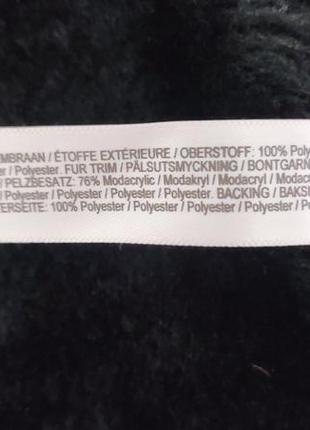 EMBRAAN / ÉTOFFE EXTÉRIEURE / OBERSTOFF: 100% Poly
er / Polyester. FUR TRIM / PÄLSUTSMYCKNING / BONTGARN
/ PELZBESATZ: 76% Modacrylic / Modakryl / Modacryl / Modac
/ Polyester / Polyester / Polyester. BACKING / BAKSI
ERSEITE: 100% Polyester / Polyester / Polyester / Polyester